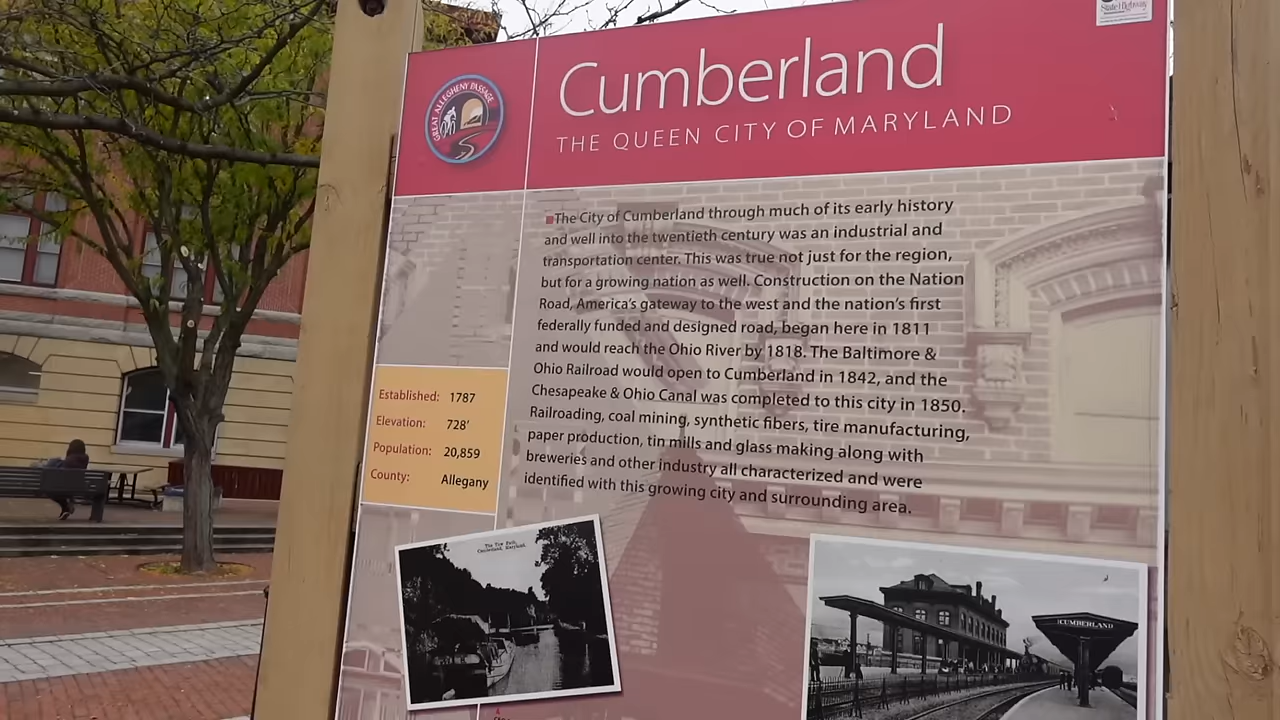 State Highway
GREAT ALLEGHENY PASSAGE
Cumberland
THE QUEEN CITY OF MARYLAND
The City of Cumberland through much of its early history
and well into the twentieth century was an industrial and
transportation center. This was true not just for the region,
but for a growing nation as well. Construction on the Nation
Road, America's gateway to the west and the nation's first
federally funded and designed road, began here in 1811
and would reach the Ohio River by 1818. The Baltimore &
Ohio Railroad would open to Cumberland in 1842, and the
Chesapeake & Ohio Canal was completed to this city in 1850.
Railroading, coal mining, synthetic fibers, tire manufacturing,
paper production, tin mills and glass making along with
breweries and other industry all characterized and were
identified with this growing city and surrounding area.
Established: 1787
Elevation: 728'
Population: 20,859
County: Allegany
The Tow Path,
Cumberland, Maryland.
CUMBERLAND